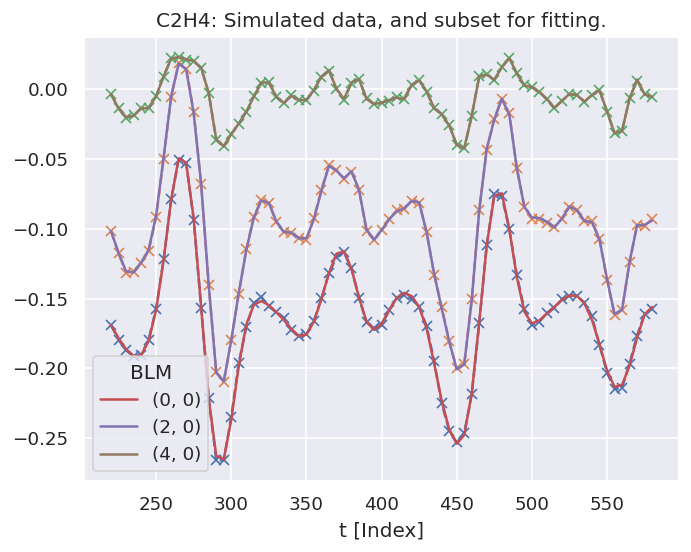 C2H4: Simulated data, and subset for fitting.
0.00
−0.05
−0.10
−0.15
−0.20
−0.25
BLM
(0, 0)
(2, 0)
(4, 0)
250 300 350 400 450 500 550
t [Index]